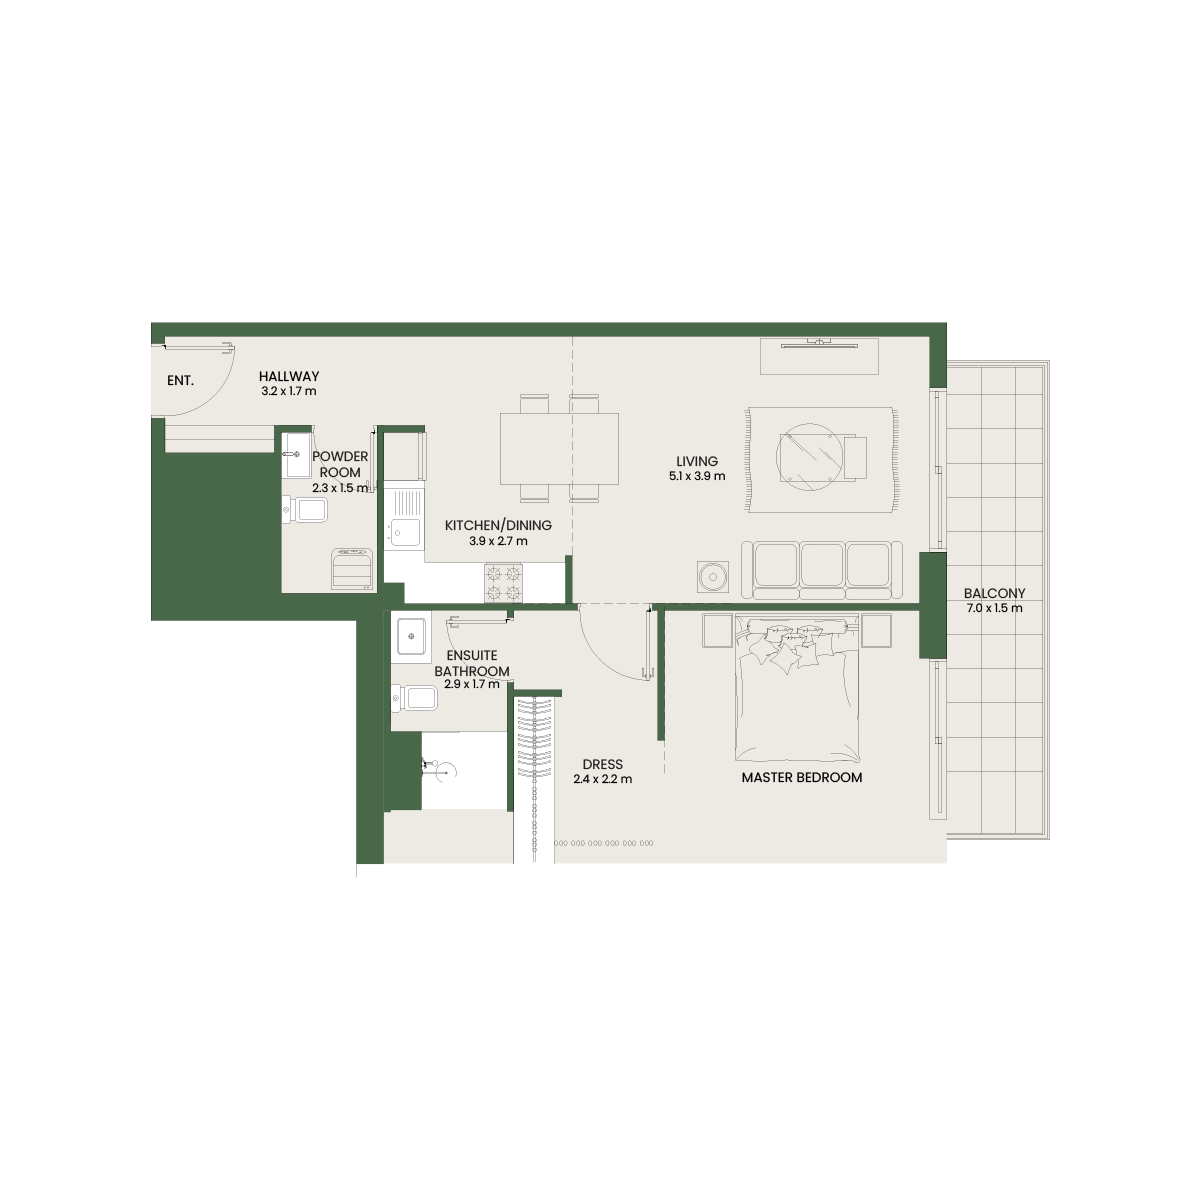 ENT.
HALLWAY
3.2 x 1.7 m
POWDER
ROOM
2.3 x 1.5 m
KITCHEN/DINING
3.9 x 2.7 m
LIVING
5.1 x 3.9 m
BALCONY
7.0 x 1.5 m
ENSUITE
BATHROOM
2.9 x 1.7 m
DRESS
2.4 x 2.2 m
MASTER BEDROOM